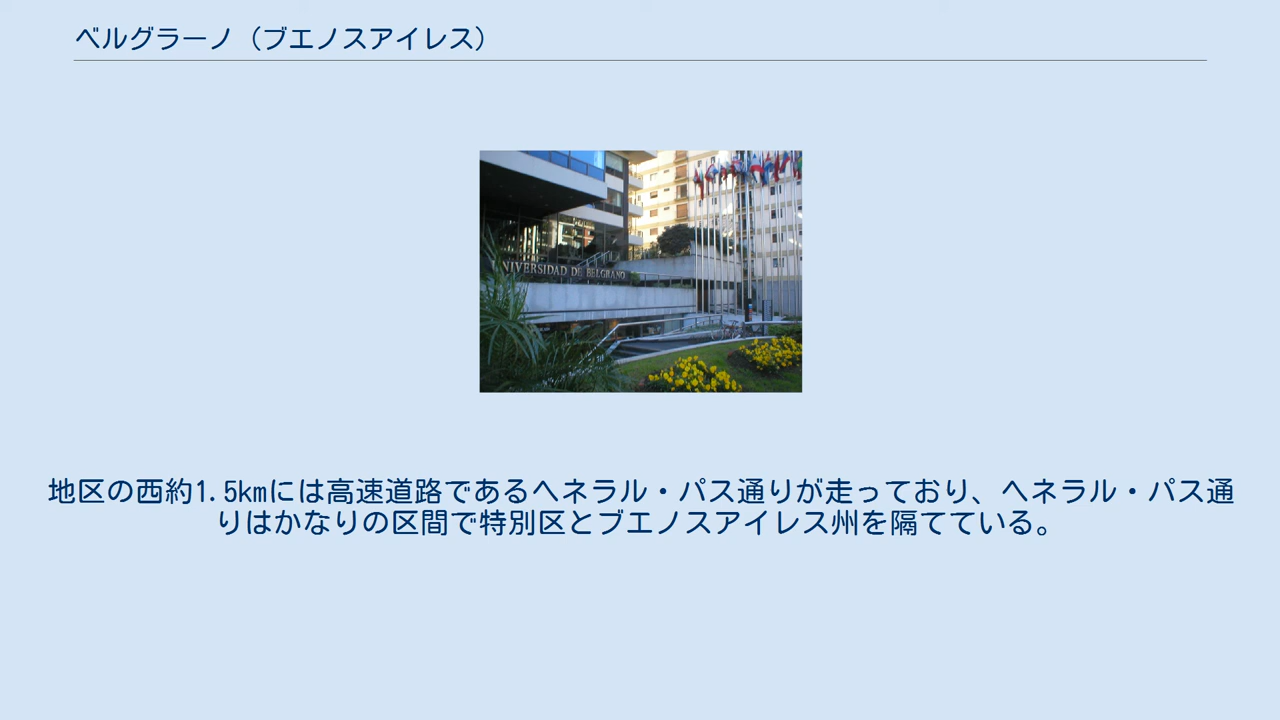 ベルグラーノ（ブエノスアイレス）
UNIVERSIDAD DE BELGRANO
地区の西約1.5kmには高速道路であるヘネラル・パス通りが走っており、ヘネラル・パス通
りはかなりの区間で特別区とブエノスアイレス州を隔てている。